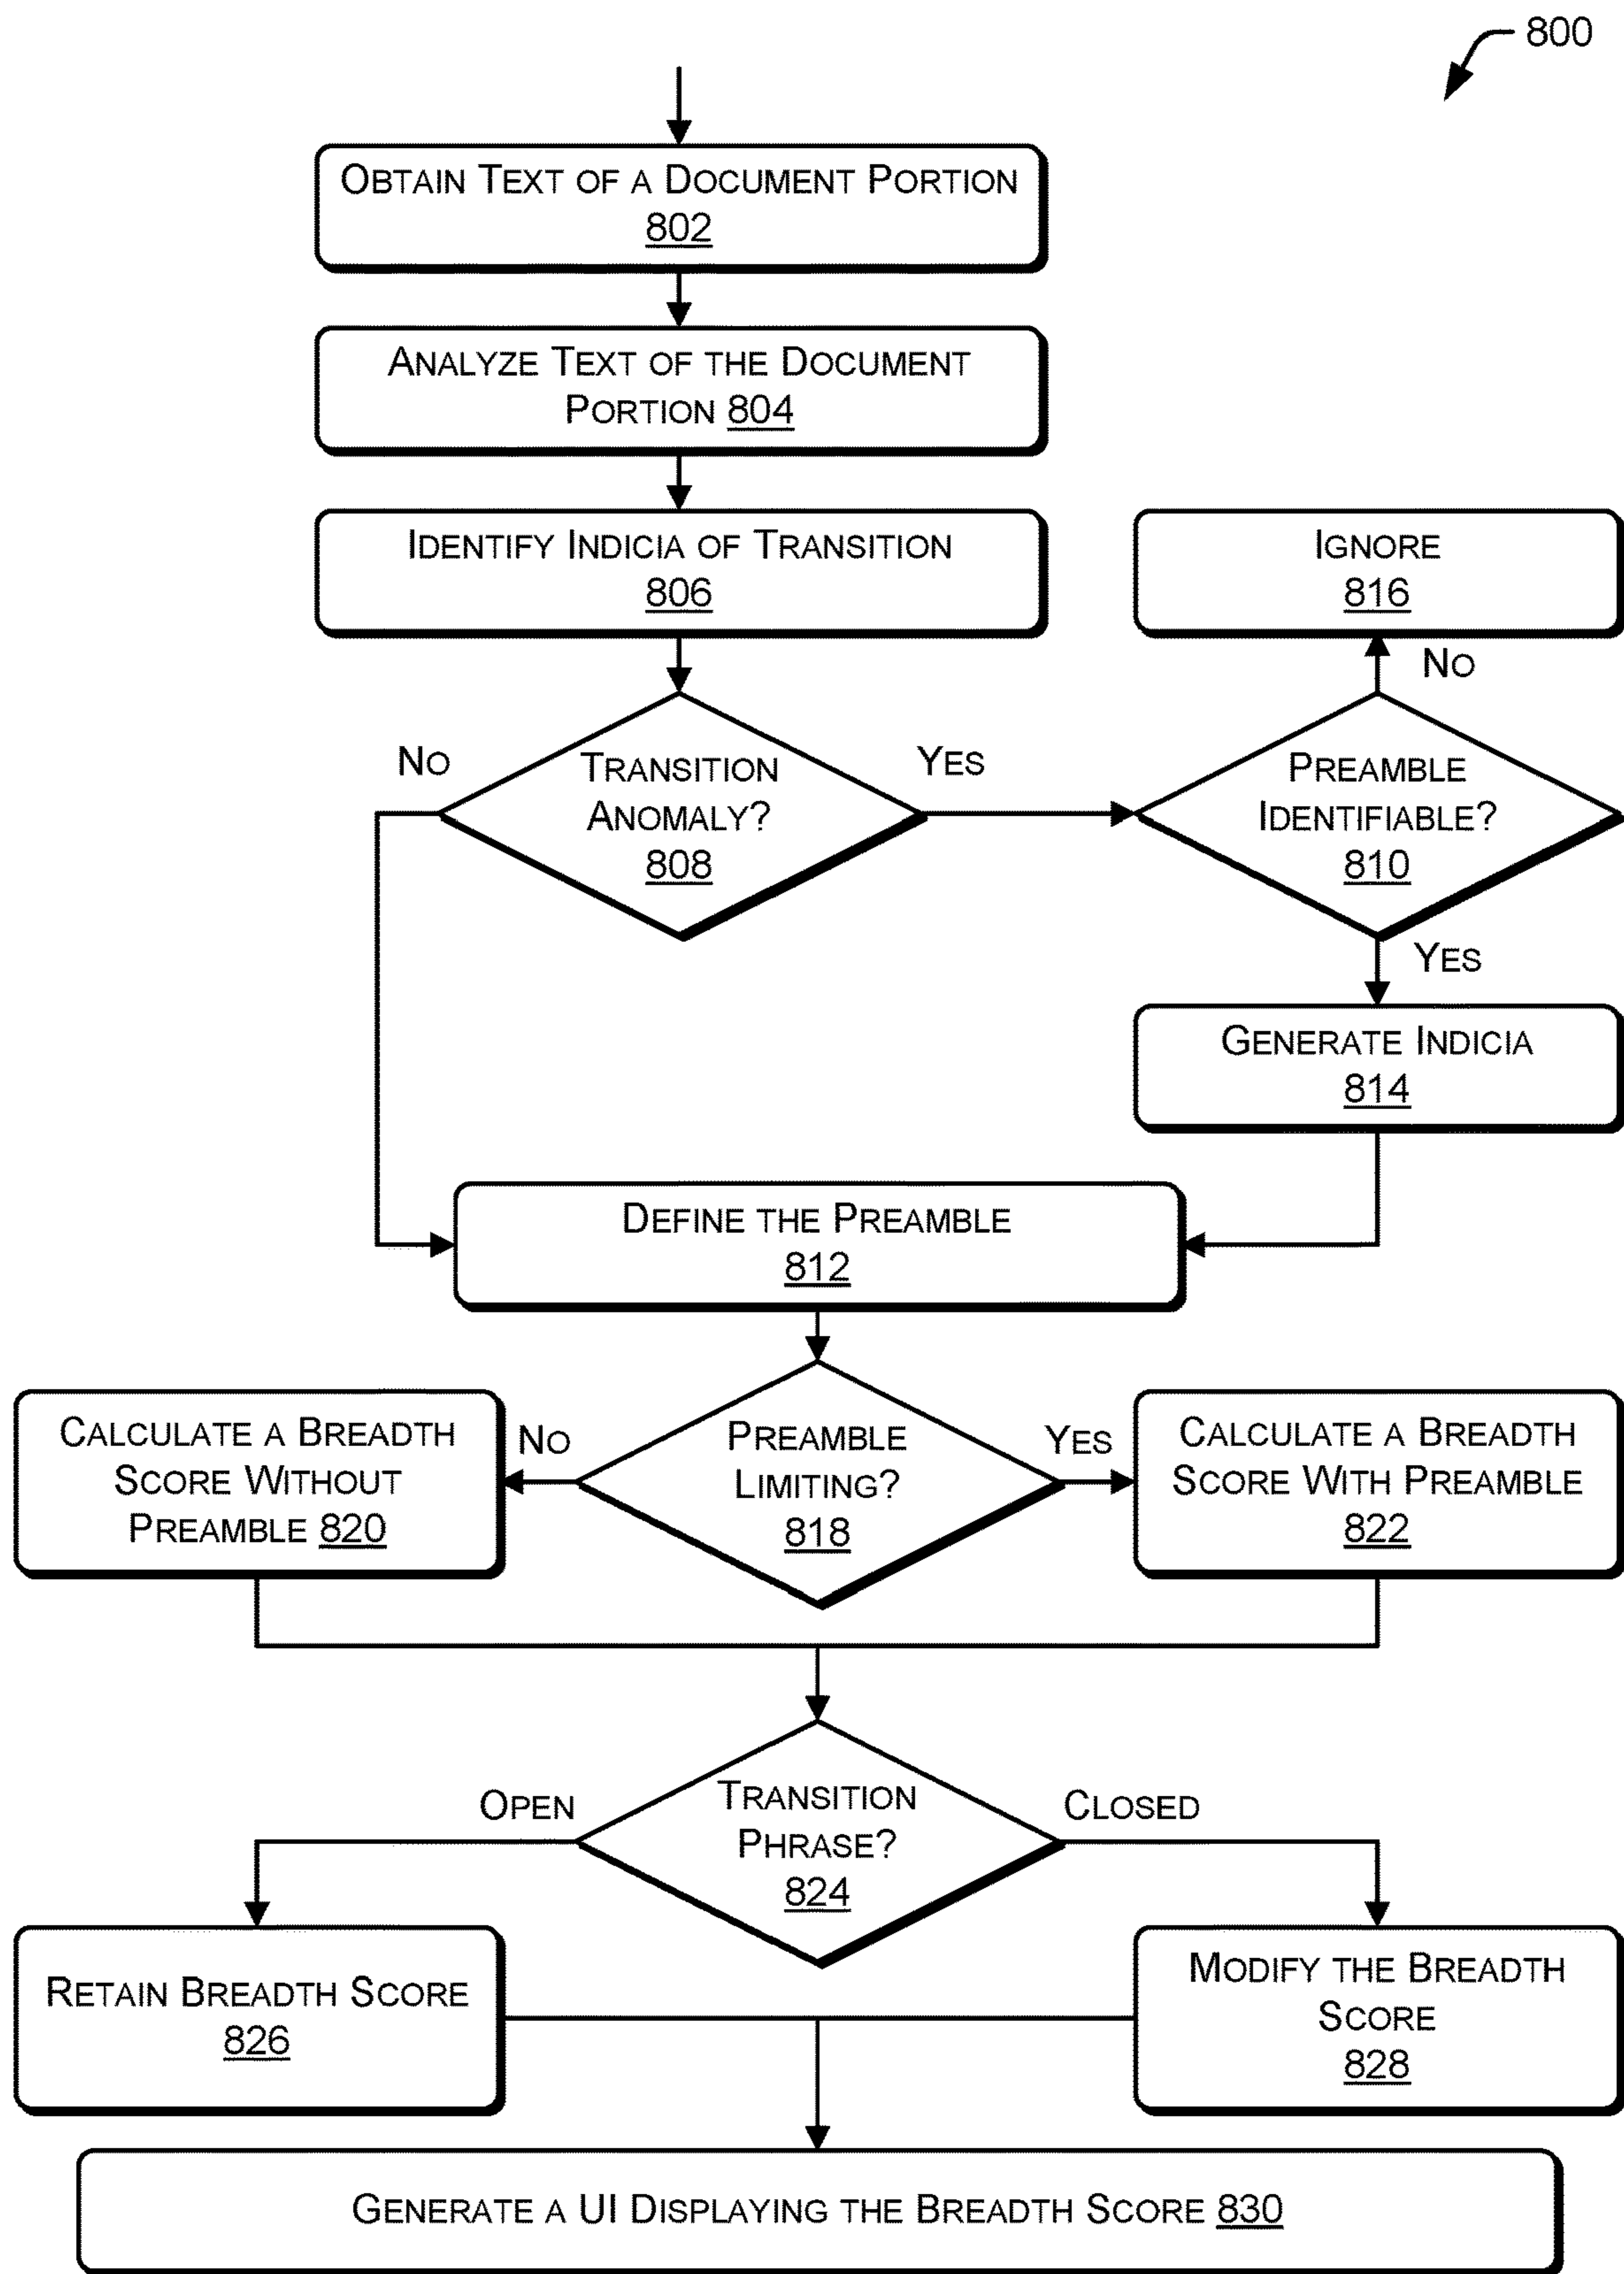 800
OBTAIN TEXT OF A DOCUMENT PORTION
802
ANALYZE TEXT OF THE DOCUMENT
PORTION 804
IDENTIFY INDICIA OF TRANSITION
806
IGNORE
816
NO
NO
TRANSITION
ANOMALY?
808
YES
PREAMBLE
IDENTIFIABLE?
810
YES
GENERATE INDICIA
814
DEFINE THE PREAMBLE
812
CALCULATE A BREADTH
SCORE WITHOUT
PREAMBLE 820
NO
PREAMBLE
LIMITING?
818
YES
CALCULATE A BREADTH
SCORE WITH PREAMBLE
822
OPEN
TRANSITION
PHRASE?
824
CLOSED
RETAIN BREADTH SCORE
826
MODIFY THE BREADTH
SCORE
828
GENERATE A UI DISPLAYING THE BREADTH SCORE 830